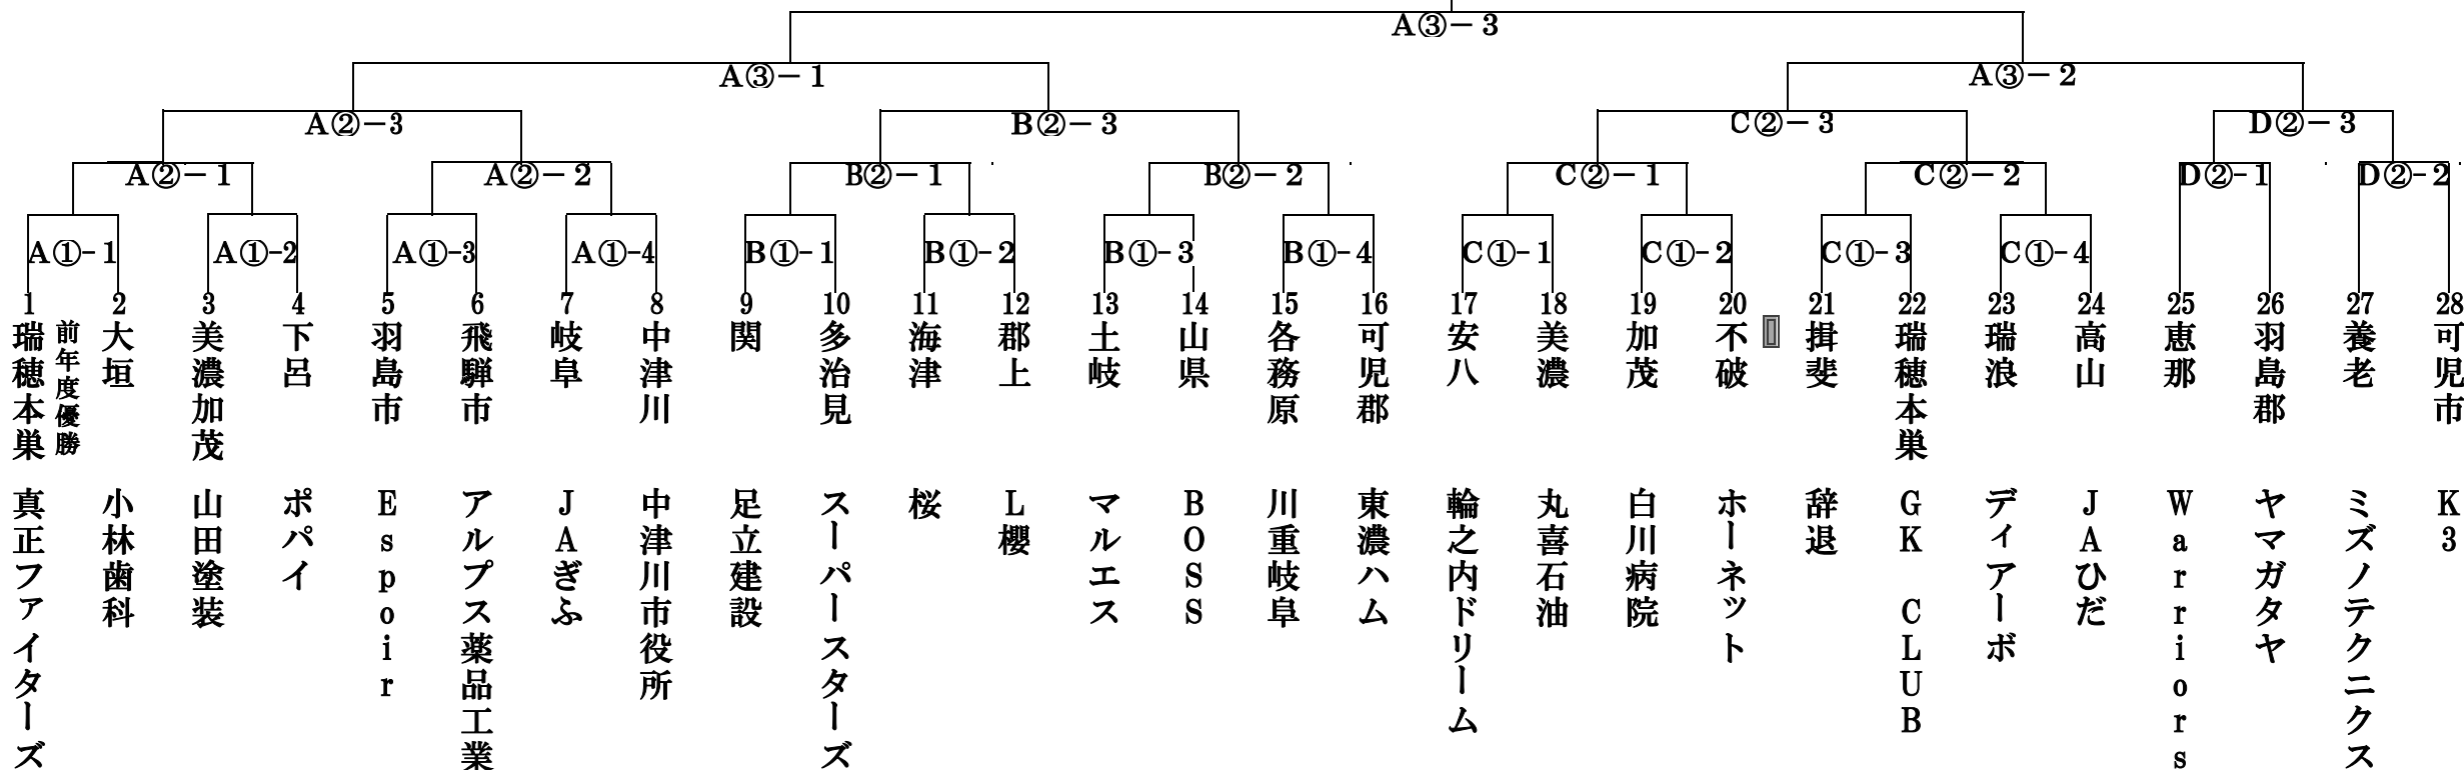 A③-3
A③-1
A③-2
A②-3
B②-3
C②-3
D②-3
A②-1
A②-2
B②-1
B②-2
C②-1
C②-2
D②-1
D②-2
A①-1
A①-2
A①-3
A①-4
B①-1
B①-2
B①-3
B①-4
C①-1
C①-2
C①-3
C①-4
1 瑞穂本巣 真正ファイターズ
前年度優勝
2 大垣 小林歯科
3 美濃加茂 山田塗装
4 下呂 ポパイ
5 羽島市 Espoir
6 飛騨市 アルプス薬品工業
7 岐阜 JAぎふ
8 中津川 中津川市役所
9 関 足立建設
10 多治見 スーパースターズ
11 海津 桜
12 郡上 L櫻
13 土岐 マルエス
14 山県 BOSS
15 各務原 川重岐阜
16 可児郡 東濃ハム
17 安八 輪之内ドリーム
18 美濃 丸喜石油
19 加茂 白川病院
20 不破 ホーネツト
21 揖斐 辞退
22 瑞穂本巣 GK CLUB
23 瑞浪 ディアーボ
24 高山 JAひだ
25 恵那 Warriors
26 羽島郡 ヤマガタヤ
27 養老 ミズノテクニクス
28 可児市 K3